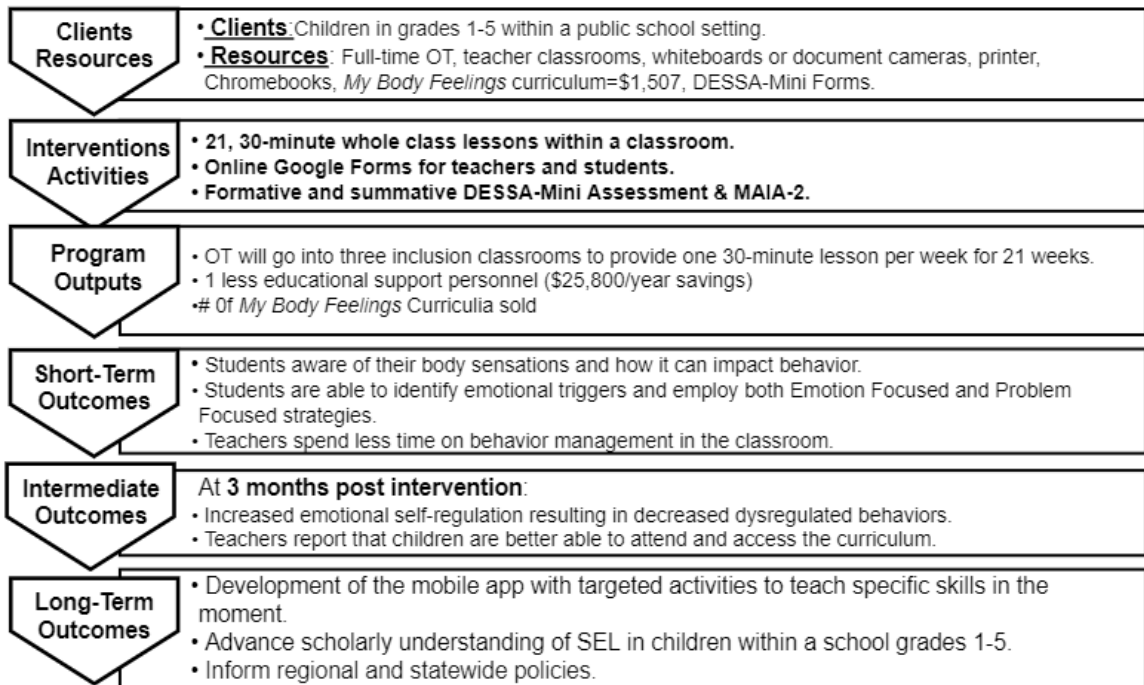 Clients
Resources
• Clients:Children in grades 1-5 within a public school setting.
• Resources: Full-time OT, teacher classrooms, whiteboards or document cameras, printer,
Chromebooks, My Body Feelings curriculum=$1,507, DESSA-Mini Forms.
Interventions
Activities
• 21, 30-minute whole class lessons within a classroom.
• Online Google Forms for teachers and students.
• Formative and summative DESSA-Mini Assessment & MAIA-2.
Program
Outputs
• OT will go into three inclusion classrooms to provide one 30-minute lesson per week for 21 weeks.
• 1 less educational support personnel ($25,800/year savings)
•# 0f My Body Feelings Curriculia sold
Short-Term
Outcomes
• Students aware of their body sensations and how it can impact behavior.
• Students are able to identify emotional triggers and employ both Emotion Focused and Problem
Focused strategies.
• Teachers spend less time on behavior management in the classroom.
Intermediate
Outcomes
At 3 months post intervention:
• Increased emotional self-regulation resulting in decreased dysregulated behaviors.
• Teachers report that children are better able to attend and access the curriculum.
Long-Term
Outcomes
• Development of the mobile app with targeted activities to teach specific skills in the
moment.
• Advance scholarly understanding of SEL in children within a school grades 1-5.
• Inform regional and statewide policies.